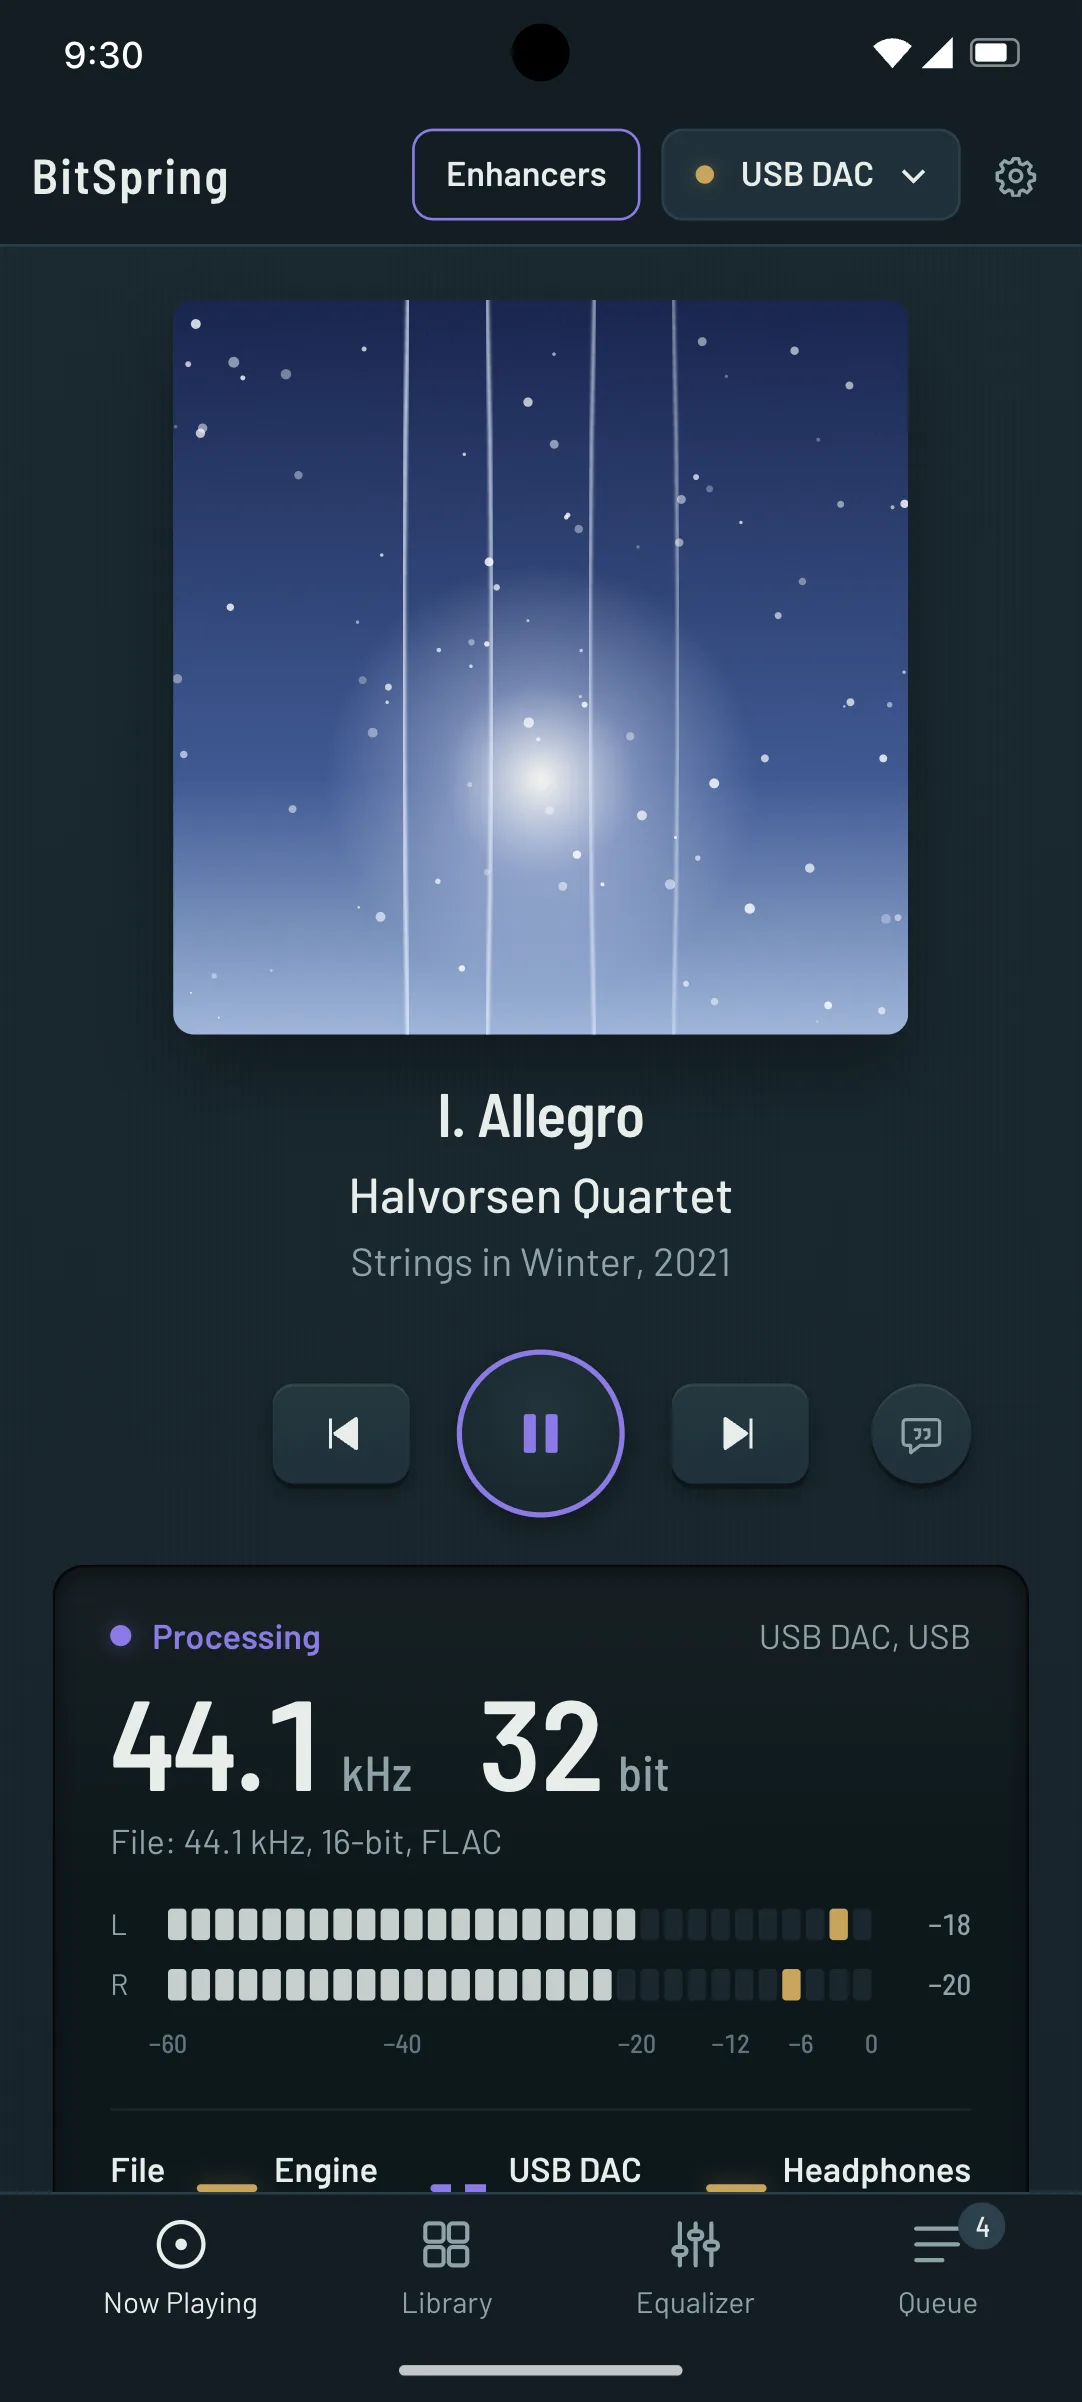 9:30
BitSpring
Enhancers
USB DAC
I. Allegro
Halvorsen Quartet
Strings in Winter, 2021
Processing
USB DAC, USB
44.1 kHz 32 bit
File: 44.1 kHz, 16-bit, FLAC
L −18
R −20
−60 −40 −20 −12 −6 0
File Engine USB DAC Headphones
4
Now Playing Library Equalizer Queue